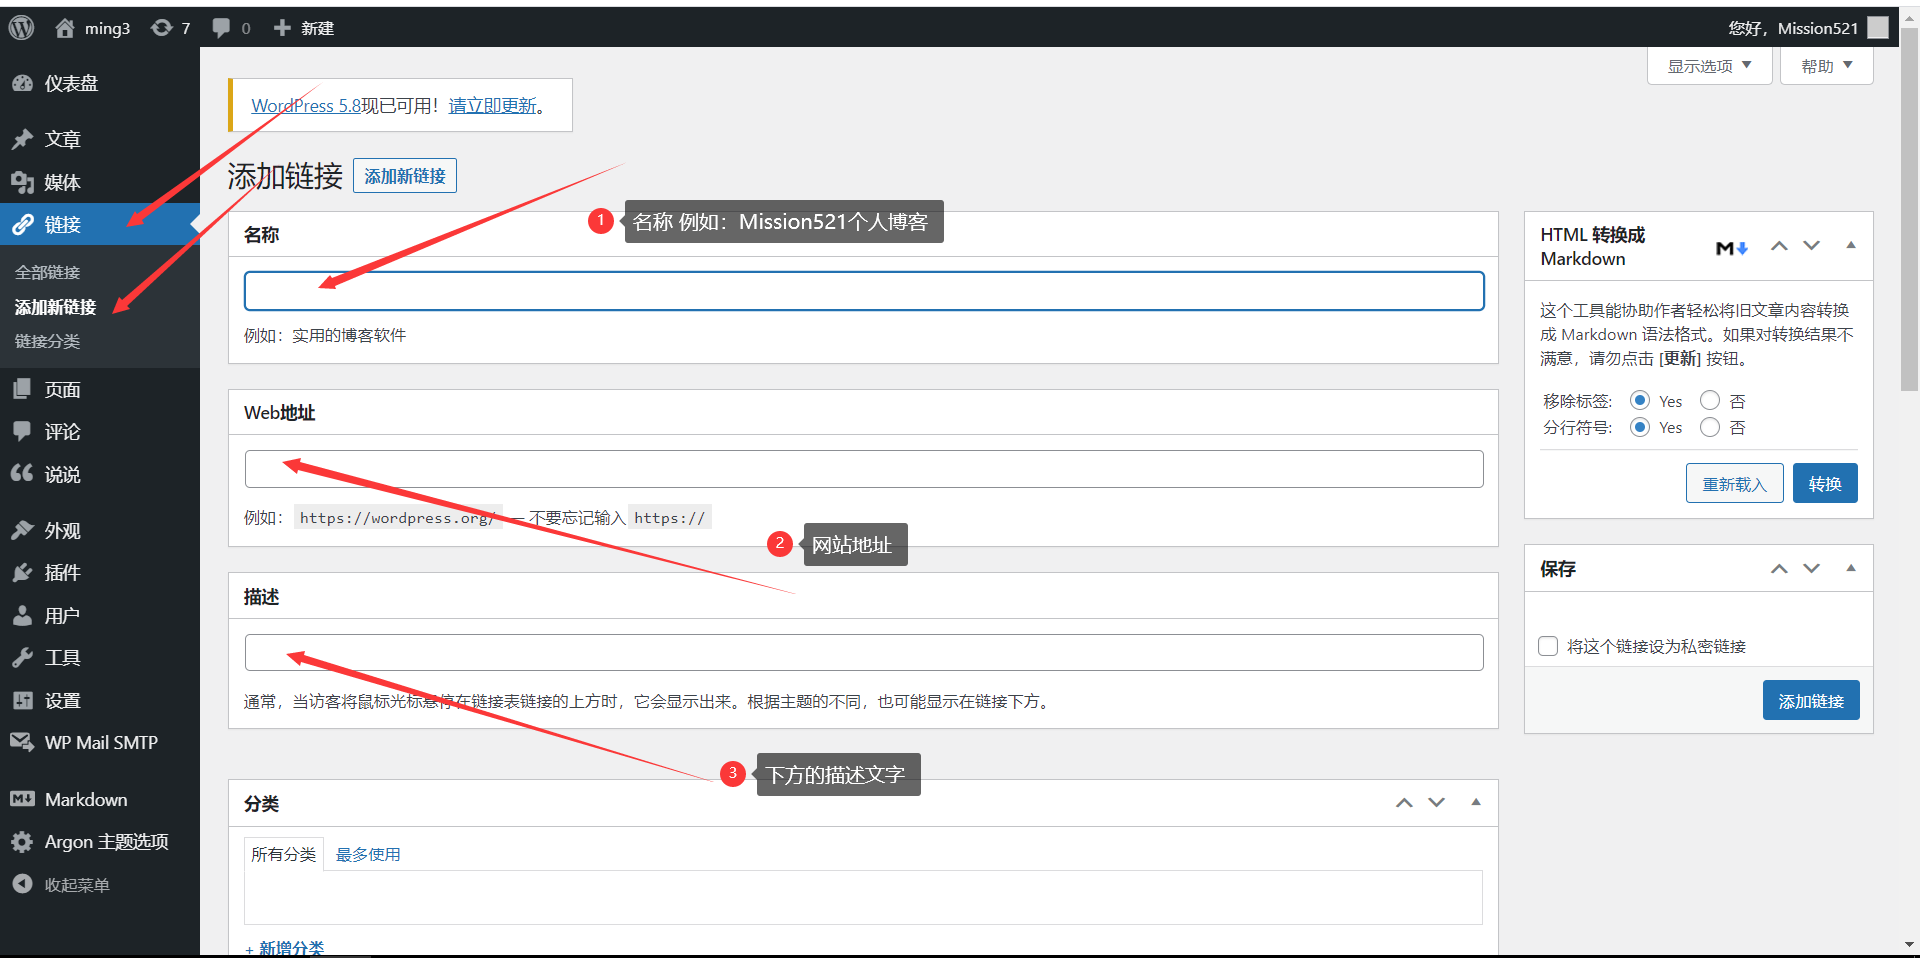 ming3
7
0
新建
您好，Mission521
显示选项
帮助
仪表盘
文章
媒体
链接
全部链接
添加新链接
链接分类
页面
评论
说说
外观
插件
用户
工具
设置
WP Mail SMTP
Markdown
Argon 主题选项
收起菜单
WordPress 5.8现已可用！请立即更新。
添加链接
添加新链接
1
名称 例如：Mission521个人博客
名称
例如：实用的博客软件
Web地址
例如： https://wordpress.org/ — 不要忘记输入 https://
2
网站地址
描述
通常，当访客将鼠标光标悬停在链接表链接的上方时，它会显示出来。根据主题的不同，也可能显示在链接下方。
3
下方的描述文字
分类
所有分类
最多使用
+ 新增分类
HTML 转换成
Markdown
M
这个工具能协助作者轻松将旧文章内容转换
成 Markdown 语法格式。如果对转换结果不
满意，请勿点击 [更新] 按钮。
移除标签: Yes 否
分行符号: Yes 否
重新载入
转换
保存
将这个链接设为私密链接
添加链接